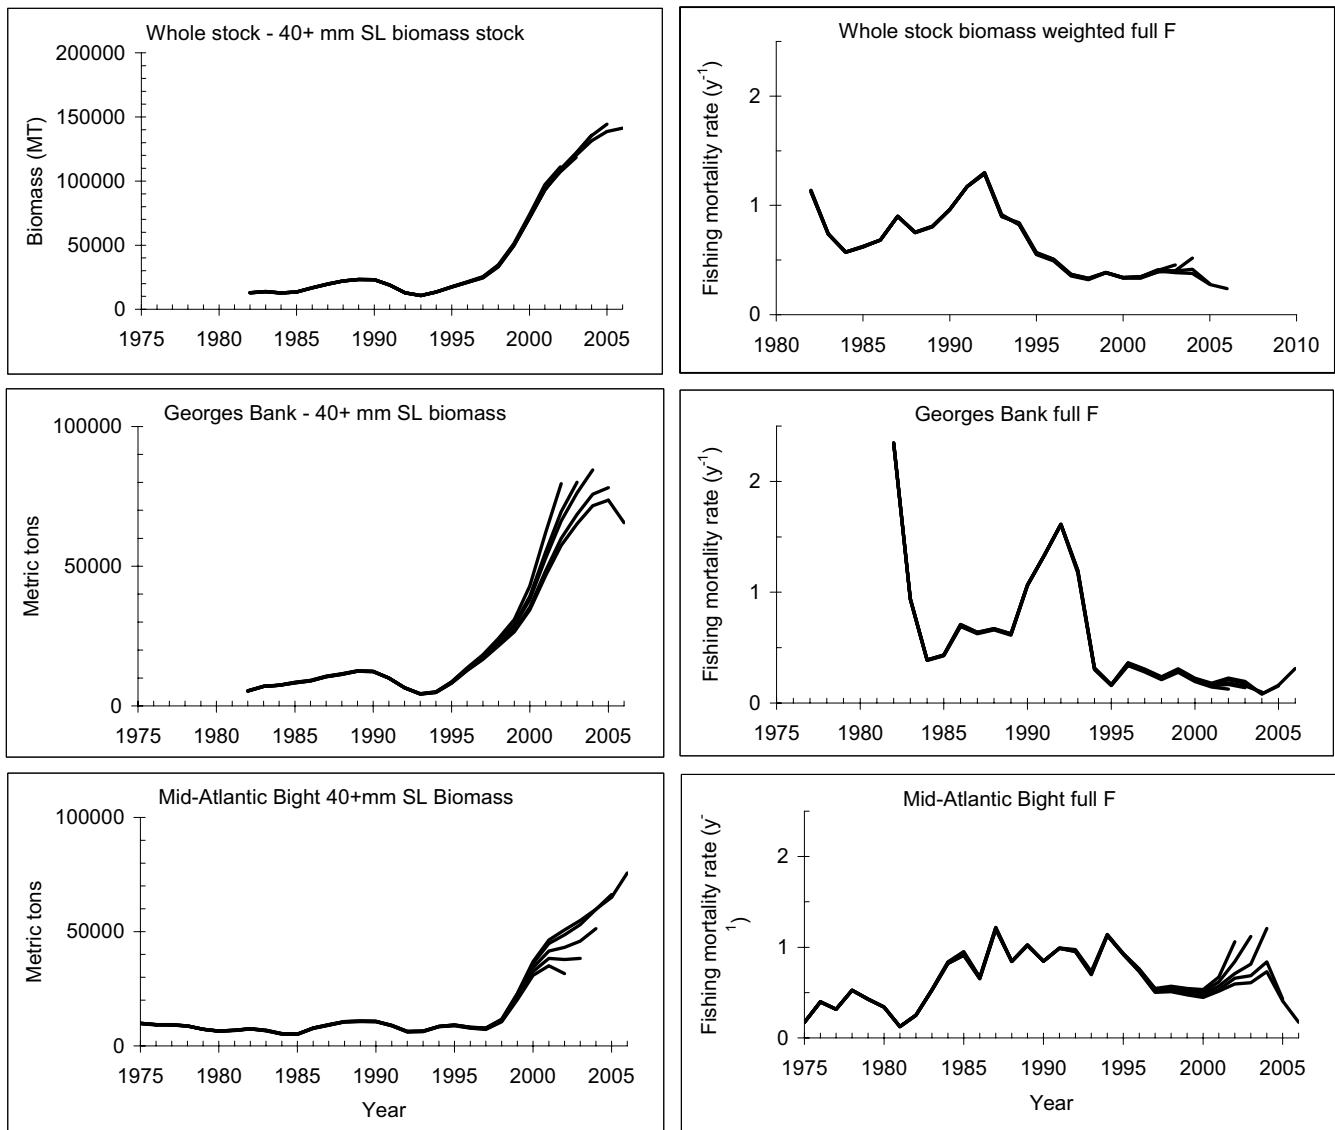 Whole stock - 40+ mm SL biomass stock
Biomass (MT)
200000
150000
100000
50000
0
1975 1980 1985 1990 1995 2000 2005
Whole stock biomass weighted full F
Fishing mortality rate (y-1)
2
1
0
1980 1985 1990 1995 2000 2005 2010
Georges Bank - 40+ mm SL biomass
Metric tons
100000
50000
0
1975 1980 1985 1990 1995 2000 2005
Georges Bank full F
Fishing mortality rate (y-1)
2
1
0
1975 1980 1985 1990 1995 2000 2005
Mid-Atlantic Bight 40+mm SL Biomass
Metric tons
100000
50000
0
1975 1980 1985 1990 1995 2000 2005
Year
Mid-Atlantic Bight full F
Fishing mortality rate (y-
1)
2
1
0
1975 1980 1985 1990 1995 2000 2005
Year